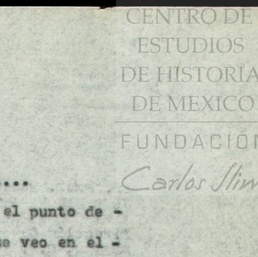 CENTRO DE
ESTUDIOS
DE HISTORIA
DE MEXICO
FUNDACIÓN
Carlos Slim
....
el punto de -
veo en el -